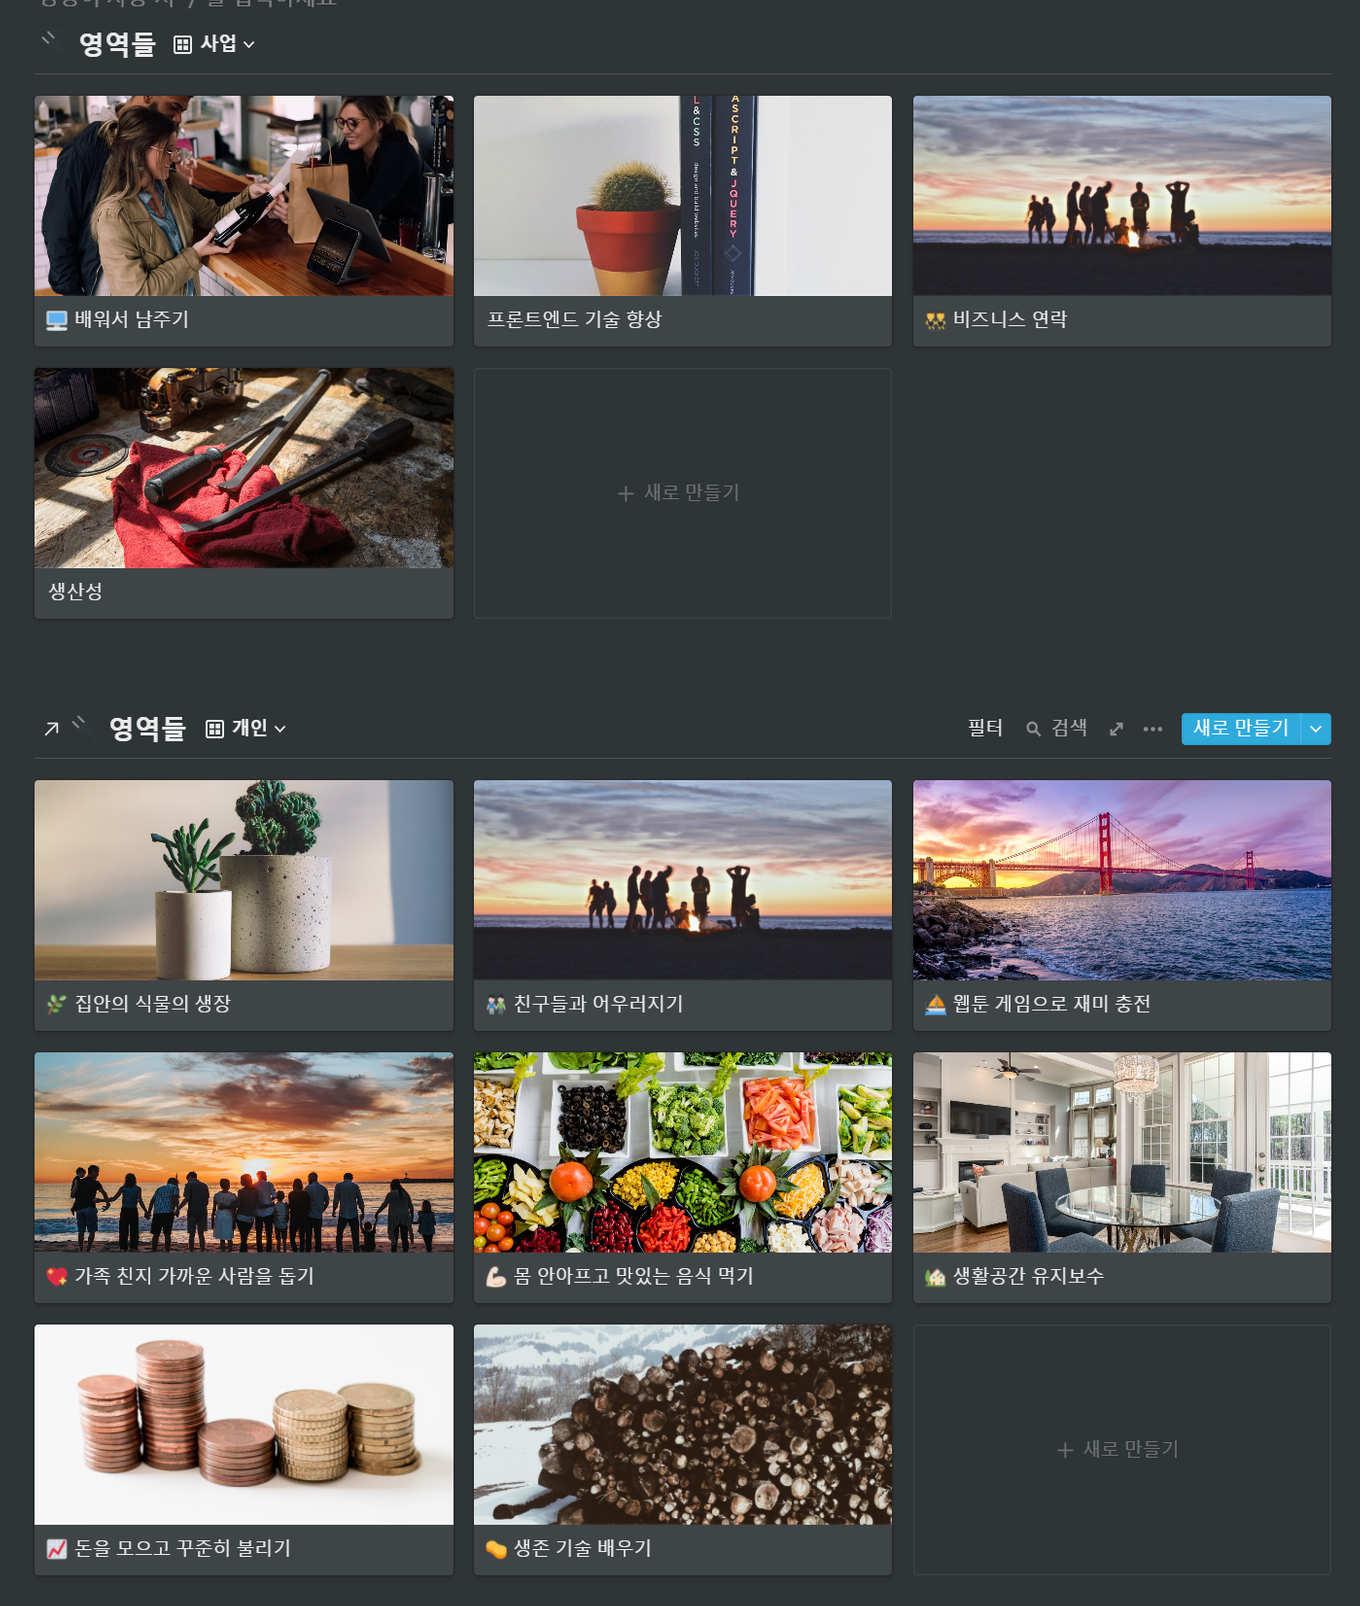 영역들 사업
L&CSS
ASCRIPT & JQUERY
배워서 남주기
프론트엔드 기술 향상
비즈니스 연락
+ 새로 만들기
생산성
영역들 개인
필터 검색 새로 만들기
집안의 식물의 생장
친구들과 어우러지기
웹툰 게임으로 재미 충전
가족 친지 가까운 사람을 돕기
몸 안아프고 맛있는 음식 먹기
생활공간 유지보수
+ 새로 만들기
돈을 모으고 꾸준히 불리기
생존 기술 배우기